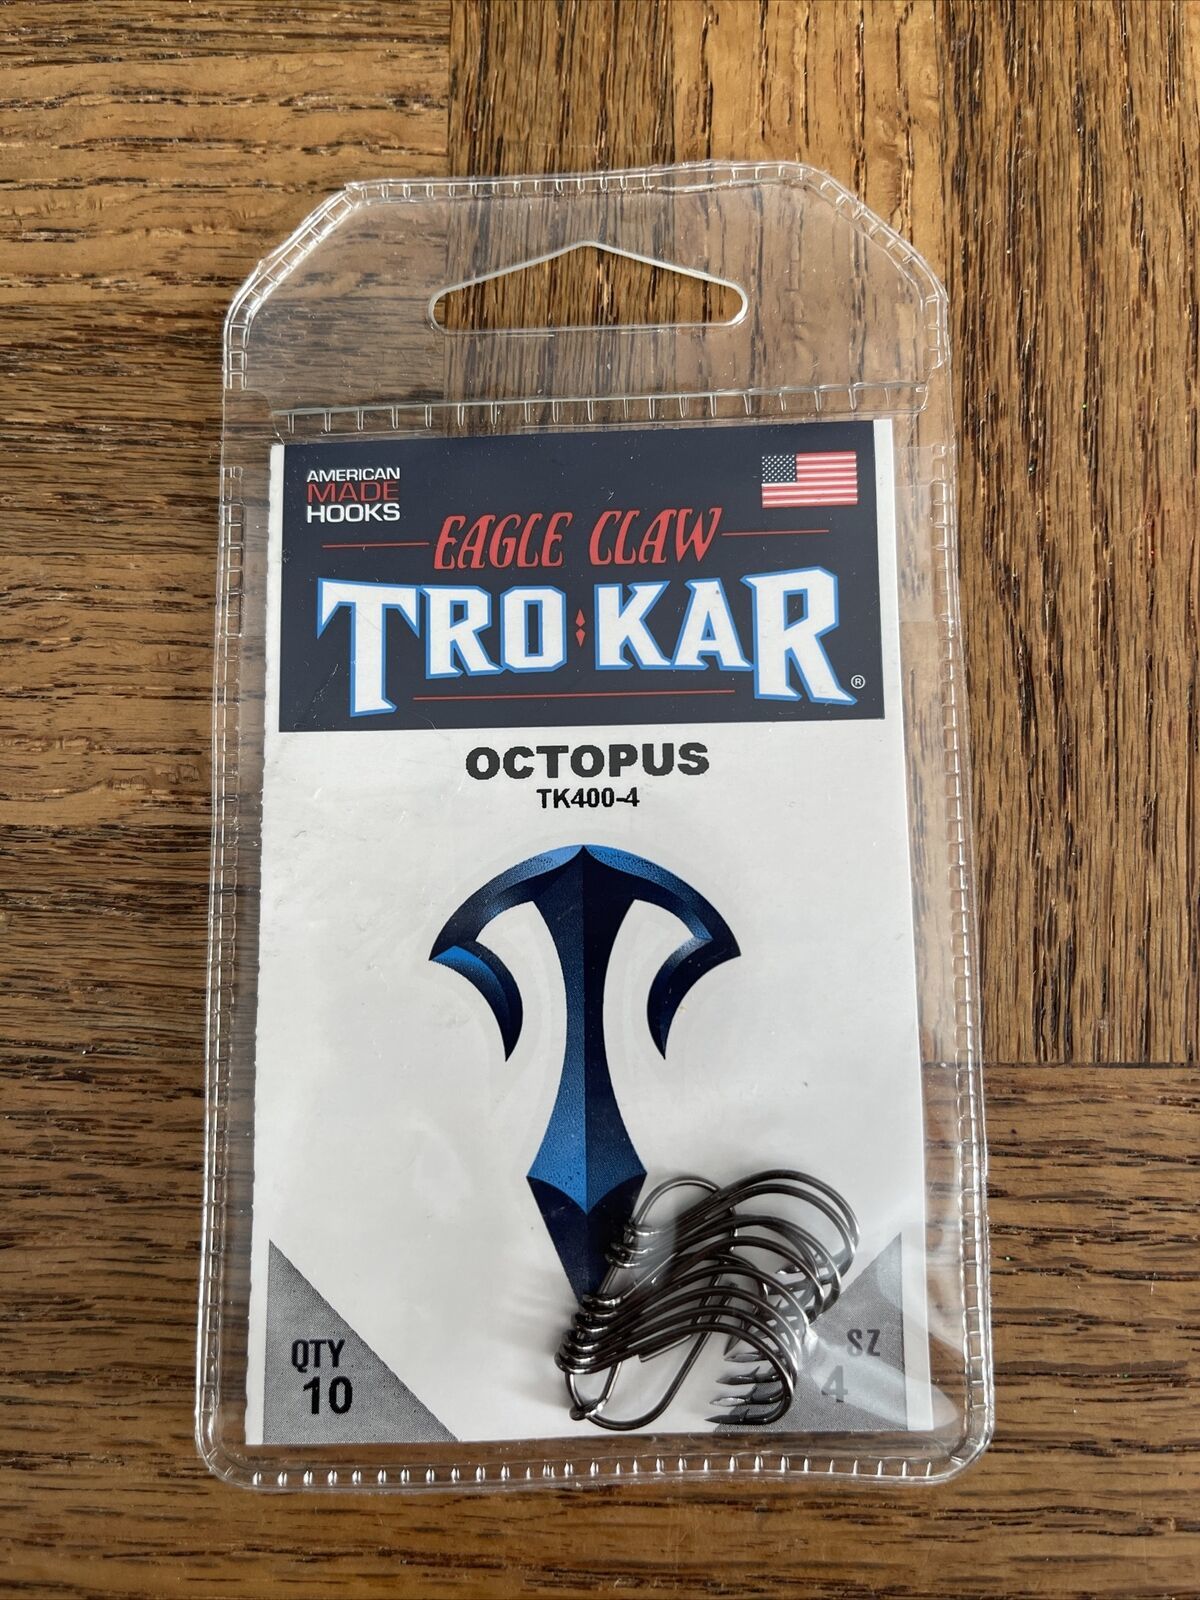 AMERICAN
MADE
HOOKS
EAGLE CLAW
TRO KAR ®
OCTOPUS
TK400-4
QTY
10
SZ
4